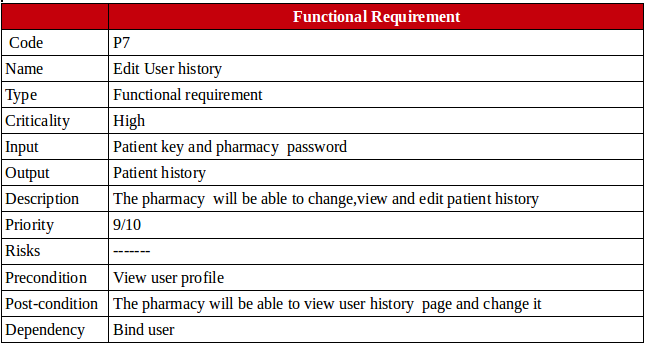 Functional Requirement
Code P7
Name Edit User history
Type Functional requirement
Criticality High
Input Patient key and pharmacy  password
Output Patient history
Description The pharmacy  will be able to change,view and edit patient history
Priority 9/10
Risks -------
Precondition View user profile
Post-condition The pharmacy will be able to view user history  page and change it
Dependency Bind user